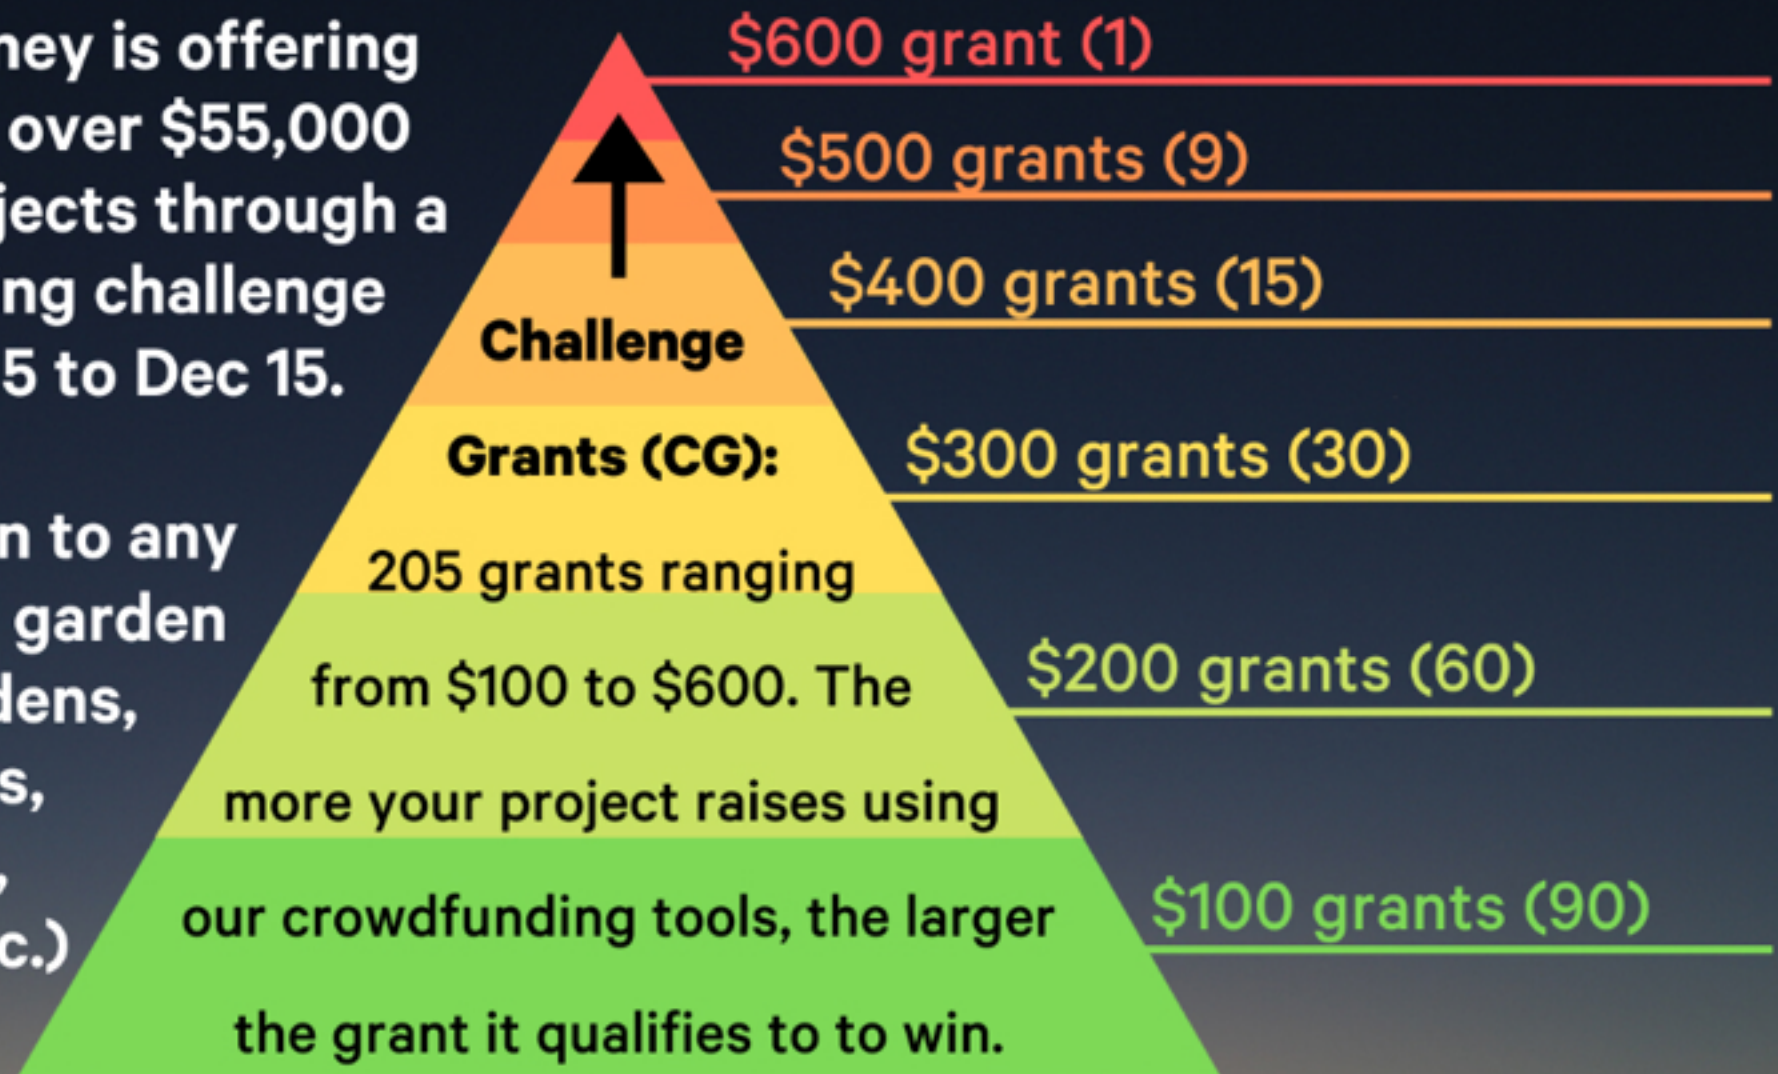 ney is offering
over $55,000
jects through a
ng challenge
5 to Dec 15.
n to any
garden
dens,
s,
,
c.)
Challenge
Grants (CG):
205 grants ranging
from $100 to $600. The
more your project raises using
our crowdfunding tools, the larger
the grant it qualifies to to win.
$600 grant (1)
$500 grants (9)
$400 grants (15)
$300 grants (30)
$200 grants (60)
$100 grants (90)